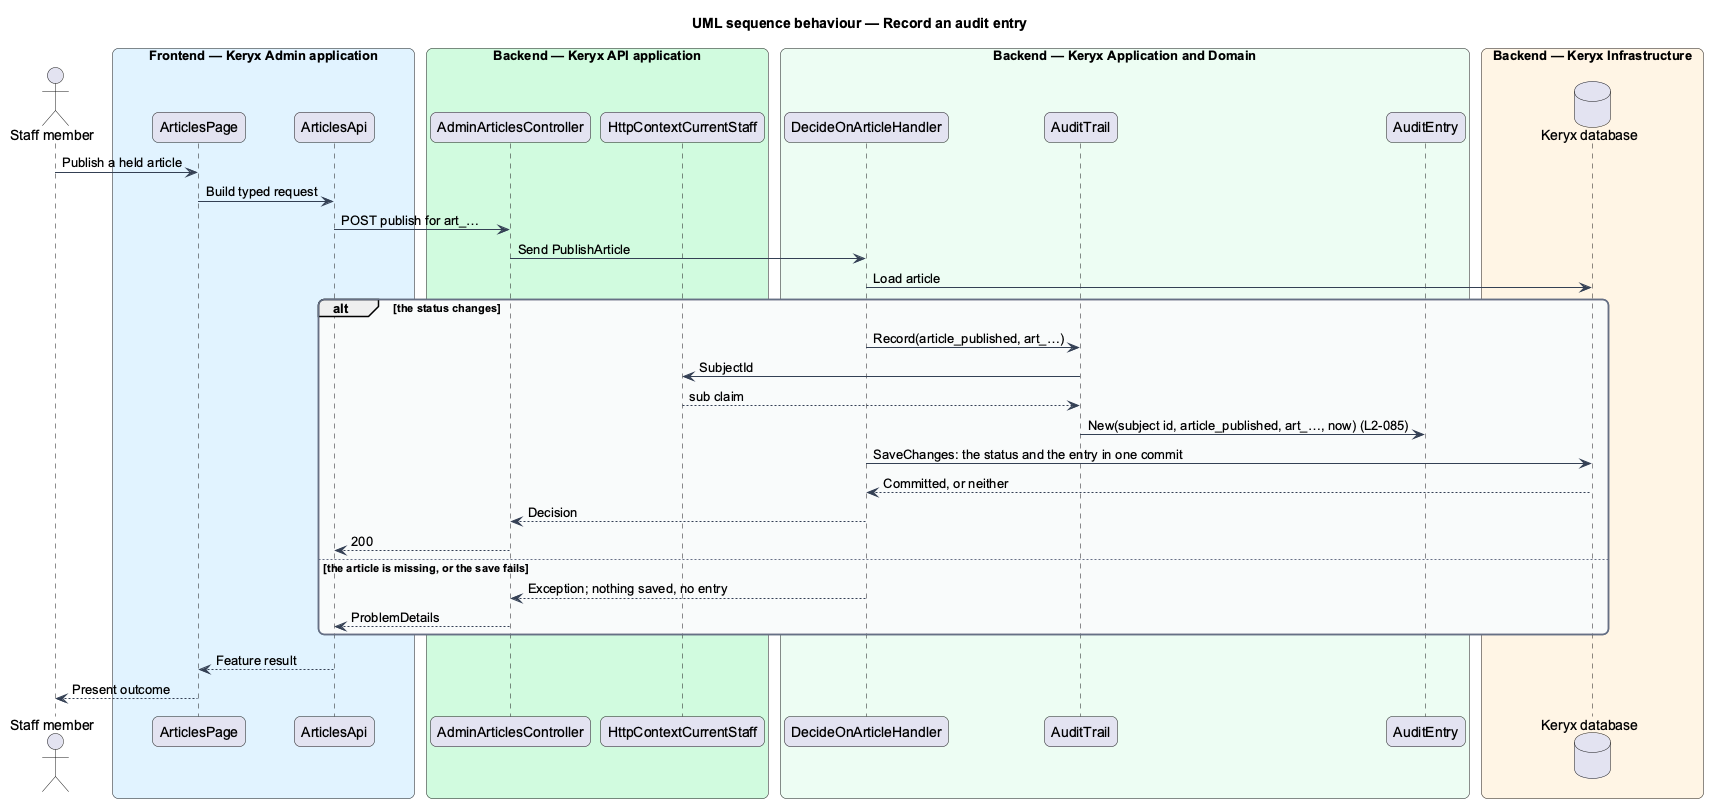 UML sequence behaviour — Record an audit entry
Frontend — Keryx Admin application
Backend — Keryx API application
Backend — Keryx Application and Domain
Backend — Keryx Infrastructure
Staff member
ArticlesPage
ArticlesApi
AdminArticlesController
HttpContextCurrentStaff
DecideOnArticleHandler
AuditTrail
AuditEntry
Keryx database
Publish a held article
Build typed request
POST publish for art_…
Send PublishArticle
Load article
alt
[the status changes]
Record(article_published, art_…)
SubjectId
sub claim
New(subject id, article_published, art_…, now) (L2-085)
SaveChanges: the status and the entry in one commit
Committed, or neither
Decision
200
[the article is missing, or the save fails]
Exception; nothing saved, no entry
ProblemDetails
Feature result
Present outcome
Staff member
ArticlesPage
ArticlesApi
AdminArticlesController
HttpContextCurrentStaff
DecideOnArticleHandler
AuditTrail
AuditEntry
Keryx database